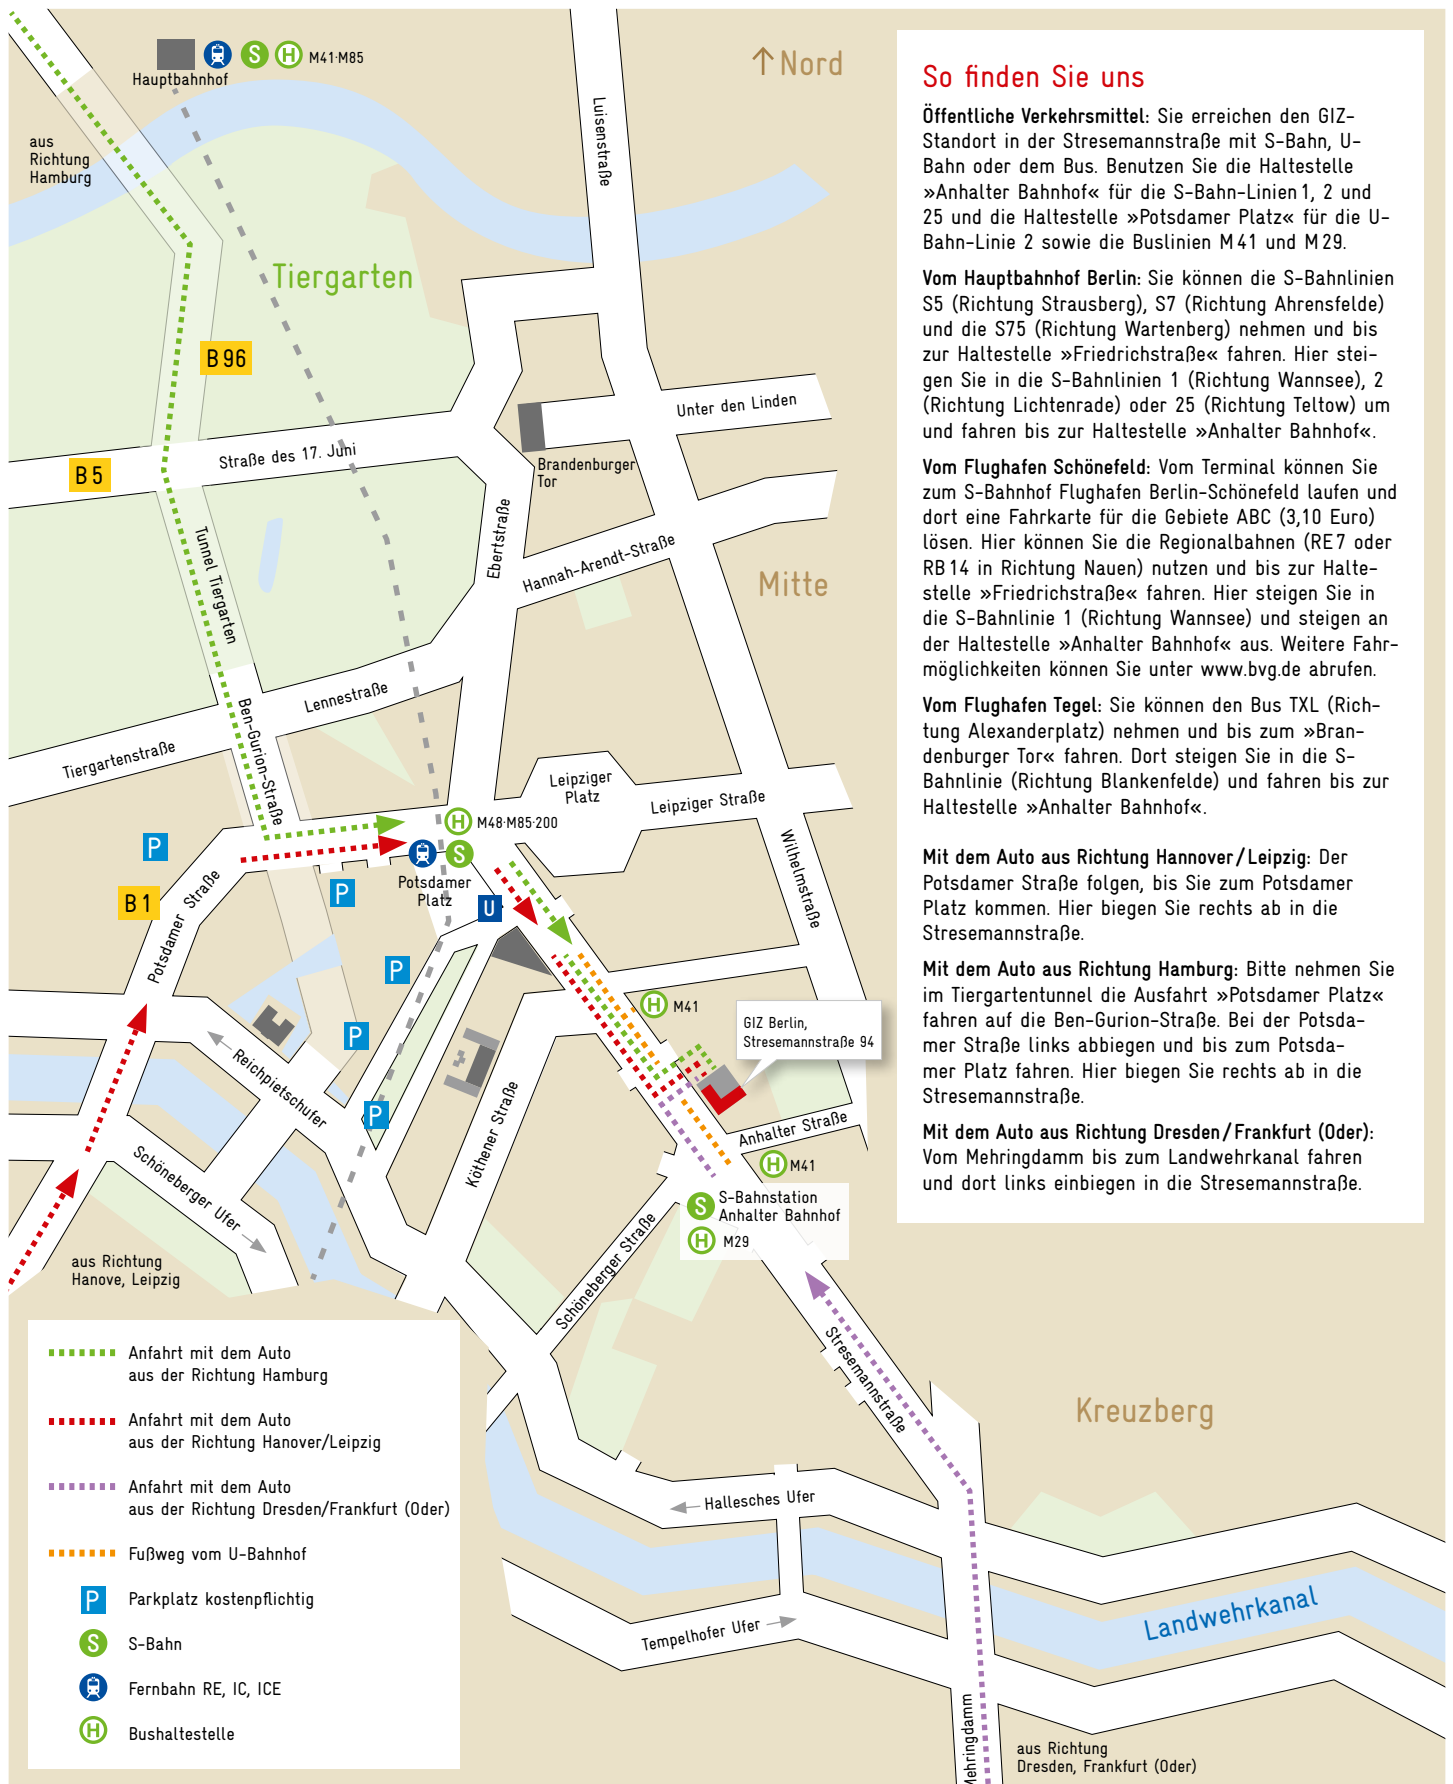 Hauptbahnhof
S
H
M41·M85
↑ Nord
aus
Richtung
Hamburg
Luisenstraße
Tiergarten
B 96
B 5
Straße des 17. Juni
Unter den Linden
Brandenburger
Tor
Ebertstraße
Hannah-Arendt-Straße
Mitte
Tunnel Tiergarten
Lennestraße
Ben-Gurion-Straße
Tiergartenstraße
Leipziger
Platz
Leipziger Straße
H
M48·M85·200
S
Potsdamer
Platz
U
P
P
B 1
Potsdamer Straße
Wilhelmstraße
P
P
P
H
M41
GIZ Berlin,
Stresemannstraße 94
Reichpietschufer
Köthener Straße
Anhalter Straße
H
M41
Schöneberger Ufer
S
S-Bahnstation
Anhalter Bahnhof
H
M29
Schöneberger Straße
aus Richtung
Hanove, Leipzig
Stresemannstraße
Kreuzberg
Hallesches Ufer
Tempelhofer Ufer
Landwehrkanal
Mehringdamm
aus Richtung
Dresden, Frankfurt (Oder)
Anfahrt mit dem Auto
aus der Richtung Hamburg
Anfahrt mit dem Auto
aus der Richtung Hanover/Leipzig
Anfahrt mit dem Auto
aus der Richtung Dresden/Frankfurt (Oder)
Fußweg vom U-Bahnhof
P
Parkplatz kostenpflichtig
S
S-Bahn
Fernbahn RE, IC, ICE
H
Bushaltestelle
So finden Sie uns
Öffentliche Verkehrsmittel: Sie erreichen den GIZ-
Standort in der Stresemannstraße mit S-Bahn, U-
Bahn oder dem Bus. Benutzen Sie die Haltestelle
»Anhalter Bahnhof« für die S-Bahn-Linien 1, 2 und
25 und die Haltestelle »Potsdamer Platz« für die U-
Bahn-Linie 2 sowie die Buslinien M 41 und M 29.
Vom Hauptbahnhof Berlin: Sie können die S-Bahnlinien
S5 (Richtung Strausberg), S7 (Richtung Ahrensfelde)
und die S75 (Richtung Wartenberg) nehmen und bis
zur Haltestelle »Friedrichstraße« fahren. Hier stei-
gen Sie in die S-Bahnlinien 1 (Richtung Wannsee), 2
(Richtung Lichtenrade) oder 25 (Richtung Teltow) um
und fahren bis zur Haltestelle »Anhalter Bahnhof«.
Vom Flughafen Schönefeld: Vom Terminal können Sie
zum S-Bahnhof Flughafen Berlin-Schönefeld laufen und
dort eine Fahrkarte für die Gebiete ABC (3,10 Euro)
lösen. Hier können Sie die Regionalbahnen (RE 7 oder
RB 14 in Richtung Nauen) nutzen und bis zur Halte-
stelle »Friedrichstraße« fahren. Hier steigen Sie in
die S-Bahnlinie 1 (Richtung Wannsee) und steigen an
der Haltestelle »Anhalter Bahnhof« aus. Weitere Fahr-
möglichkeiten können Sie unter www.bvg.de abrufen.
Vom Flughafen Tegel: Sie können den Bus TXL (Rich-
tung Alexanderplatz) nehmen und bis zum »Bran-
denburger Tor« fahren. Dort steigen Sie in die S-
Bahnlinie (Richtung Blankenfelde) und fahren bis zur
Haltestelle »Anhalter Bahnhof«.
Mit dem Auto aus Richtung Hannover/Leipzig: Der
Potsdamer Straße folgen, bis Sie zum Potsdamer
Platz kommen. Hier biegen Sie rechts ab in die
Stresemannstraße.
Mit dem Auto aus Richtung Hamburg: Bitte nehmen Sie
im Tiergartentunnel die Ausfahrt »Potsdamer Platz«
fahren auf die Ben-Gurion-Straße. Bei der Potsda-
mer Straße links abbiegen und bis zum Potsda-
mer Platz fahren. Hier biegen Sie rechts ab in die
Stresemannstraße.
Mit dem Auto aus Richtung Dresden/Frankfurt (Oder):
Vom Mehringdamm bis zum Landwehrkanal fahren
und dort links einbiegen in die Stresemannstraße.